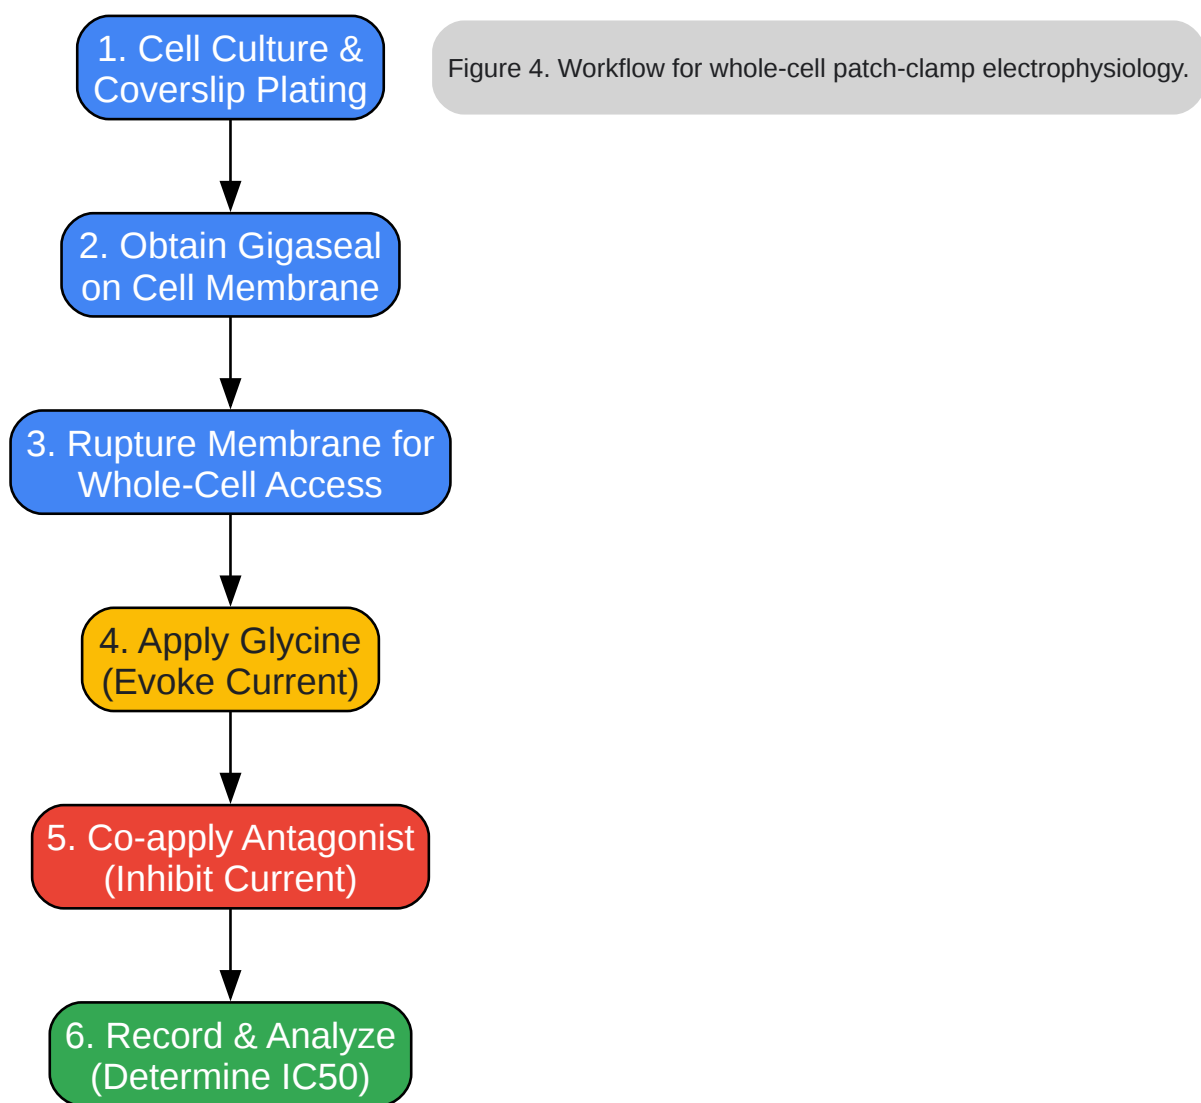 1. Cell Culture &
Coverslip Plating
Figure 4. Workflow for whole-cell patch-clamp electrophysiology.
2. Obtain Gigaseal
on Cell Membrane
3. Rupture Membrane for
Whole-Cell Access
4. Apply Glycine
(Evoke Current)
5. Co-apply Antagonist
(Inhibit Current)
6. Record & Analyze
(Determine IC50)